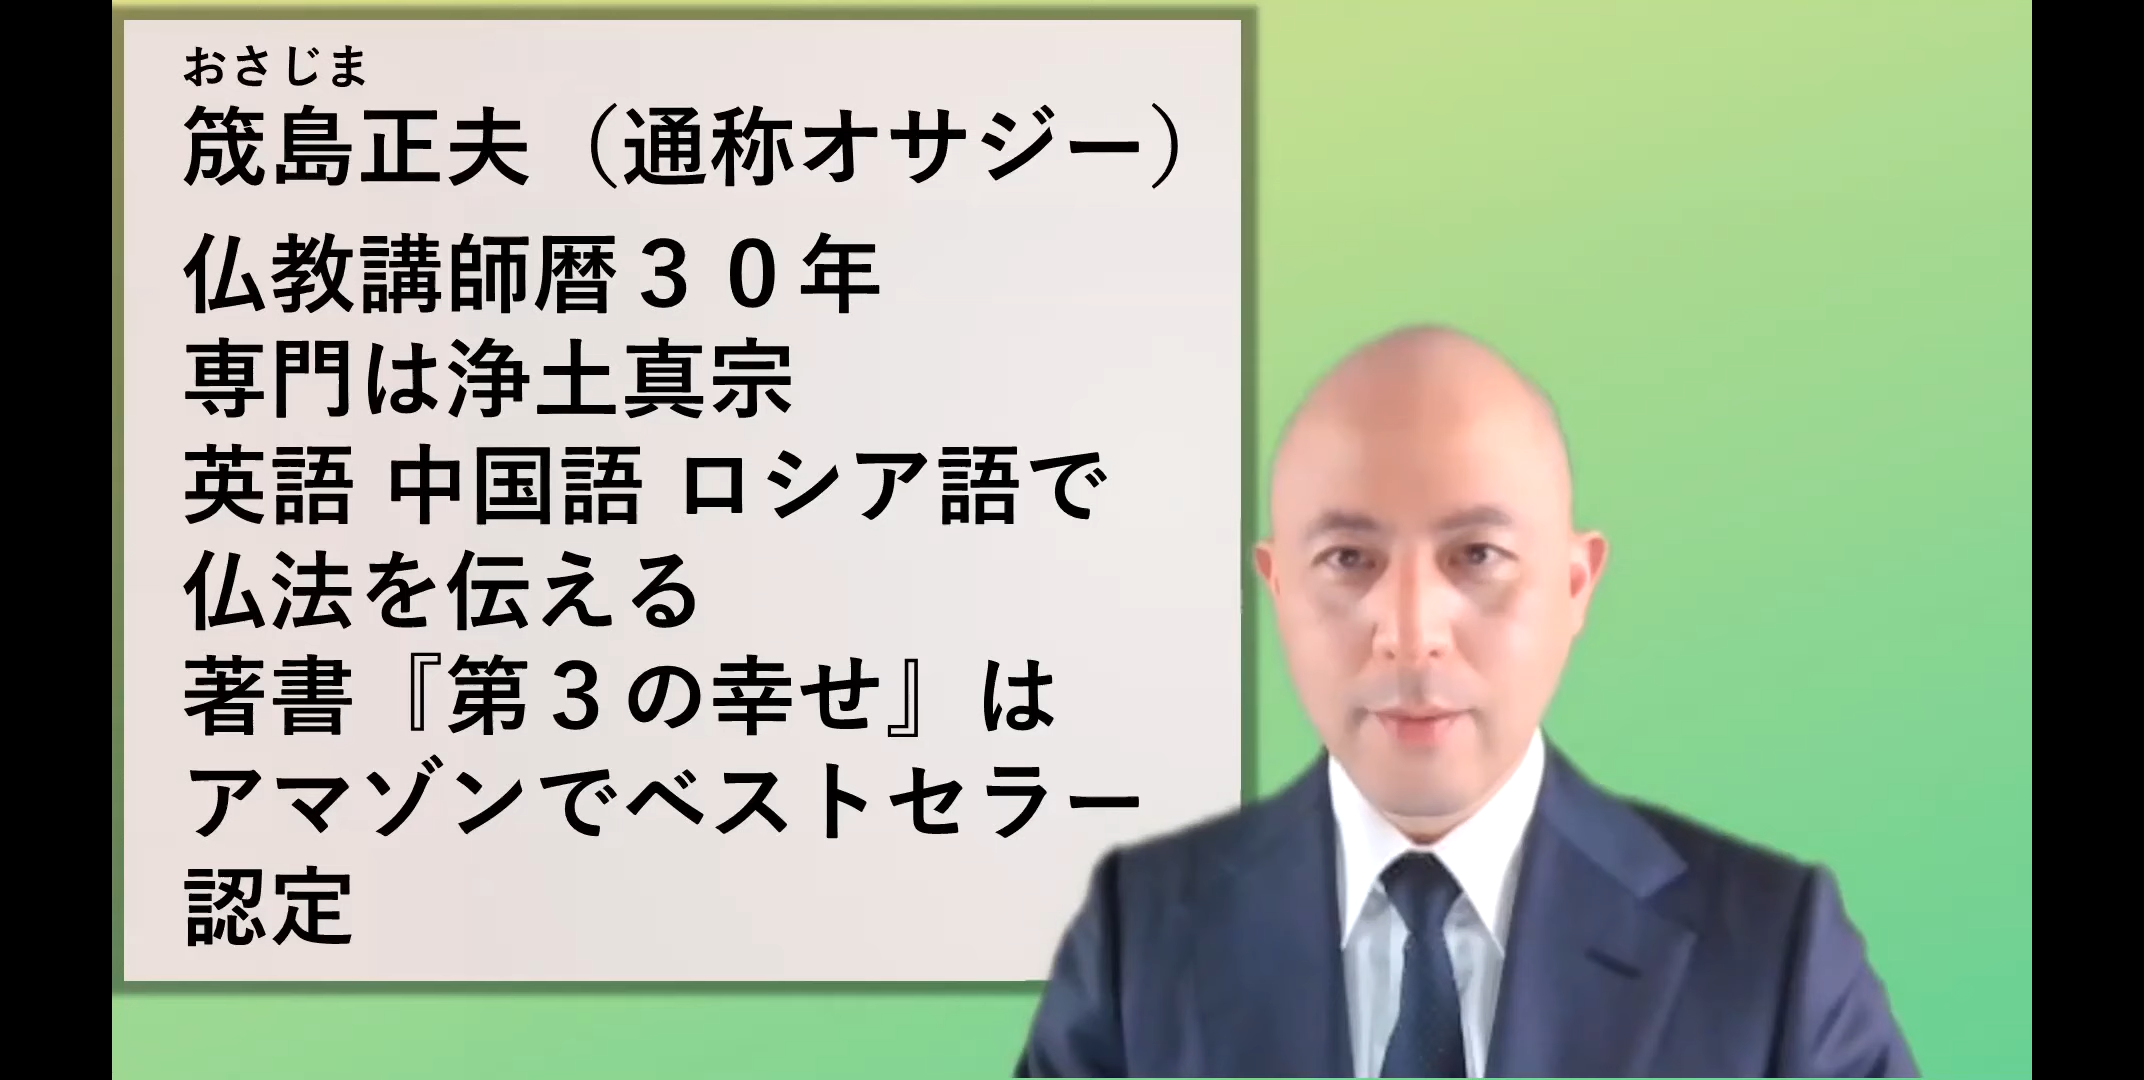 おさじま
筬島正夫（通称オサジー）
仏教講師暦３０年
専門は浄土真宗
英語 中国語 ロシア語で
仏法を伝える
著書『第３の幸せ』は
アマゾンでベストセラー
認定